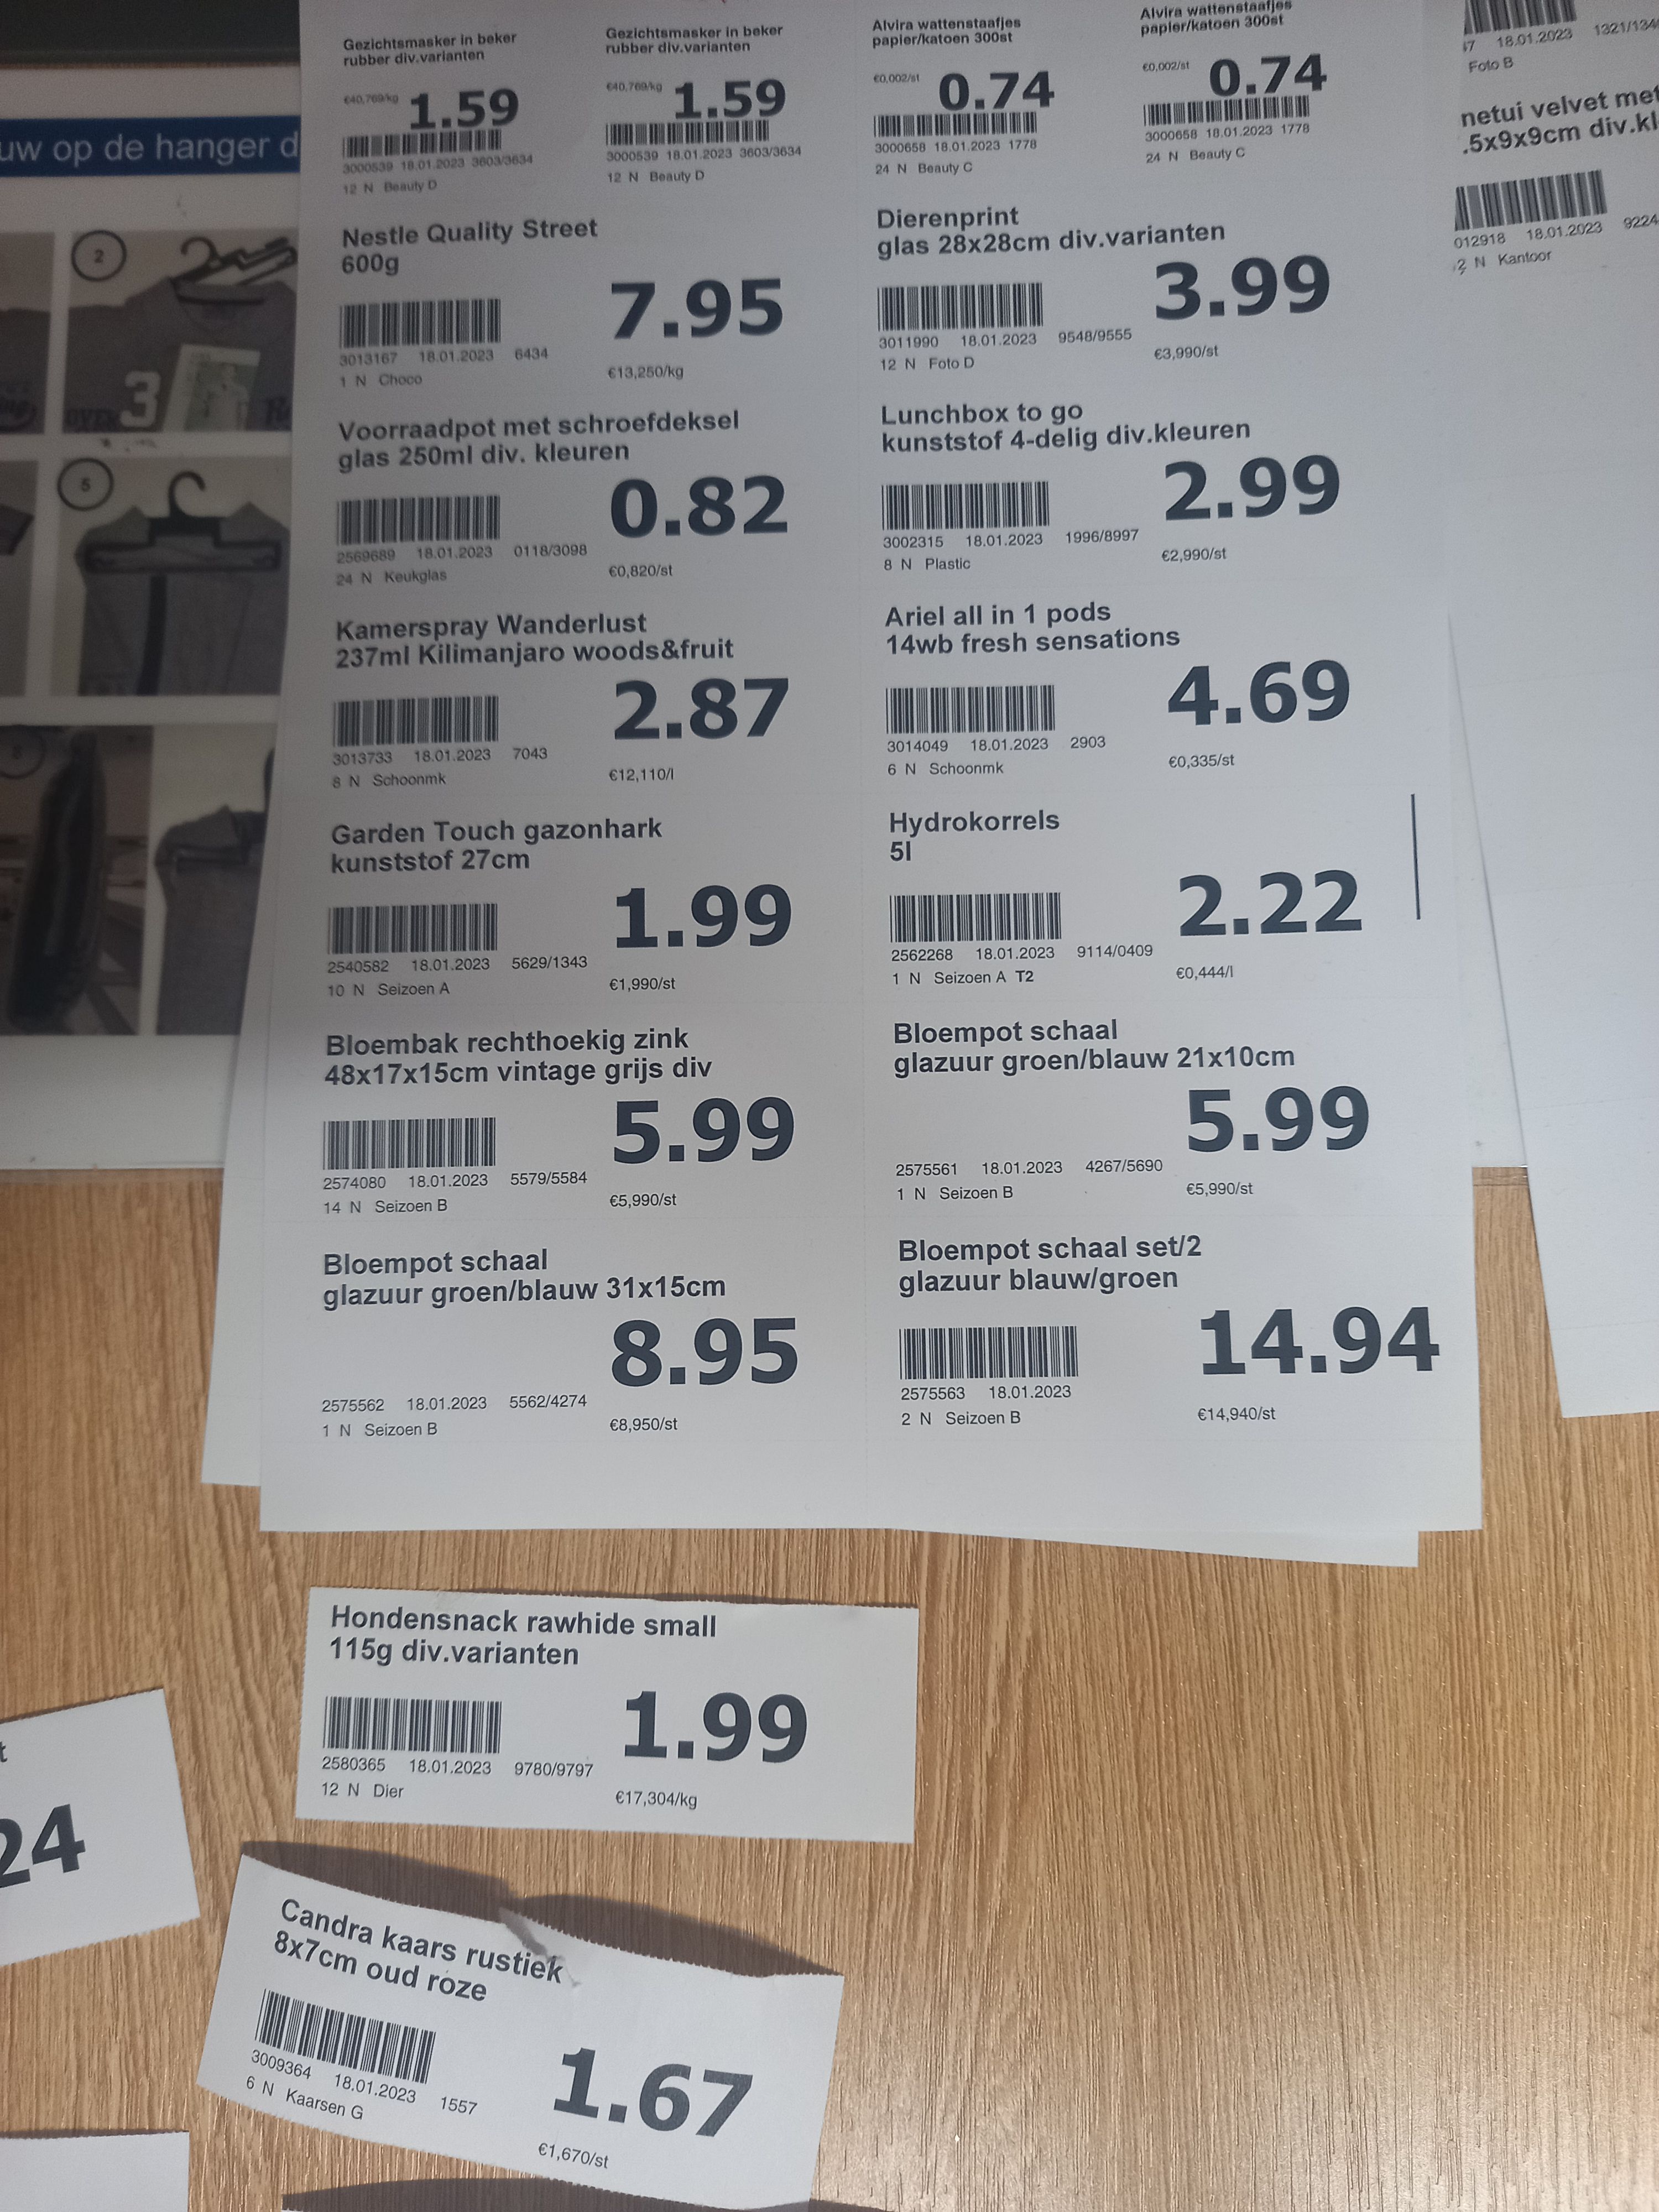 uw op de hanger d
2
3
5
Gezichtsmasker in beker
rubber div.varianten
€40,769/kg
1.59
3000539 18.01.2023 3603/3634
12 N Beauty D
Gezichtsmasker in beker
rubber div.varianten
€40,769/kg
1.59
3000539 18.01.2023 3603/3634
12 N Beauty D
Alvira wattenstaafjes
papier/katoen 300st
€0,002/st
0.74
3000658 18.01.2023 1778
24 N Beauty C
Alvira wattenstaafjes
papier/katoen 300st
€0,002/st
0.74
3000658 18.01.2023 1778
24 N Beauty C
18.01.2023
Foto B
netui velvet met
.5x9x9cm div.kl
012918 18.01.2023 9224
2 N Kantoor
Nestle Quality Street
600g
7.95
3013167 18.01.2023 6434
1 N Choco
€13,250/kg
Dierenprint
glas 28x28cm div.varianten
3.99
3011990 18.01.2023 9548/9555
12 N Foto D
€3,990/st
Voorraadpot met schroefdeksel
glas 250ml div. kleuren
0.82
2569689 18.01.2023 0118/3098
24 N Keukglas
€0,820/st
Lunchbox to go
kunststof 4-delig div.kleuren
2.99
3002315 18.01.2023 1996/8997
8 N Plastic
€2,990/st
Kamerspray Wanderlust
237ml Kilimanjaro woods&fruit
2.87
3013733 18.01.2023 7043
8 N Schoonmk
€12,110/l
Ariel all in 1 pods
14wb fresh sensations
4.69
3014049 18.01.2023 2903
6 N Schoonmk
€0,335/st
Garden Touch gazonhark
kunststof 27cm
1.99
2540582 18.01.2023 5629/1343
10 N Seizoen A
€1,990/st
Hydrokorrels
5l
2.22
2562268 18.01.2023 9114/0409
1 N Seizoen A T2
€0,444/l
Bloembak rechthoekig zink
48x17x15cm vintage grijs div
5.99
2574080 18.01.2023 5579/5584
14 N Seizoen B
€5,990/st
Bloempot schaal
glazuur groen/blauw 21x10cm
5.99
2575561 18.01.2023 4267/5690
1 N Seizoen B
€5,990/st
Bloempot schaal
glazuur groen/blauw 31x15cm
8.95
2575562 18.01.2023 5562/4274
1 N Seizoen B
€8,950/st
Bloempot schaal set/2
glazuur blauw/groen
14.94
2575563 18.01.2023
2 N Seizoen B
€14,940/st
Hondensnack rawhide small
115g div.varianten
1.99
2580365 18.01.2023 9780/9797
12 N Dier
€17,304/kg
t
24
Candra kaars rustiek
8x7cm oud roze
1.67
3009364 18.01.2023 1557
6 N Kaarsen G
€1,670/st